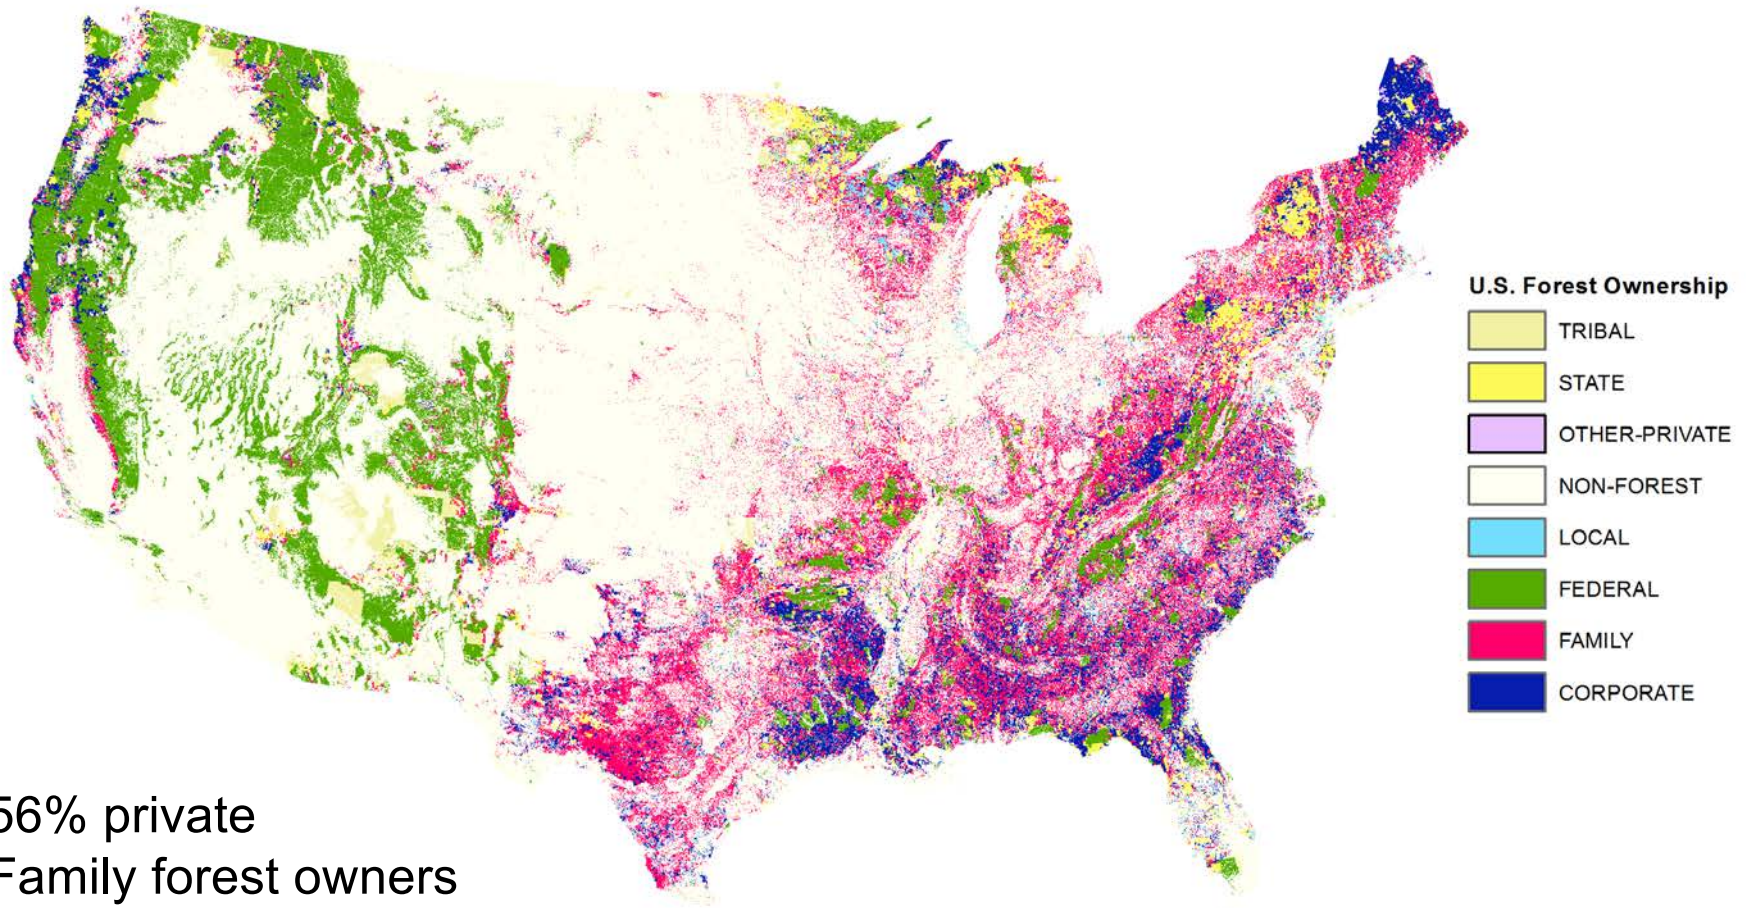 U.S. Forest Ownership
TRIBAL
STATE
OTHER-PRIVATE
NON-FOREST
LOCAL
FEDERAL
FAMILY
CORPORATE
56% private
Family forest owners